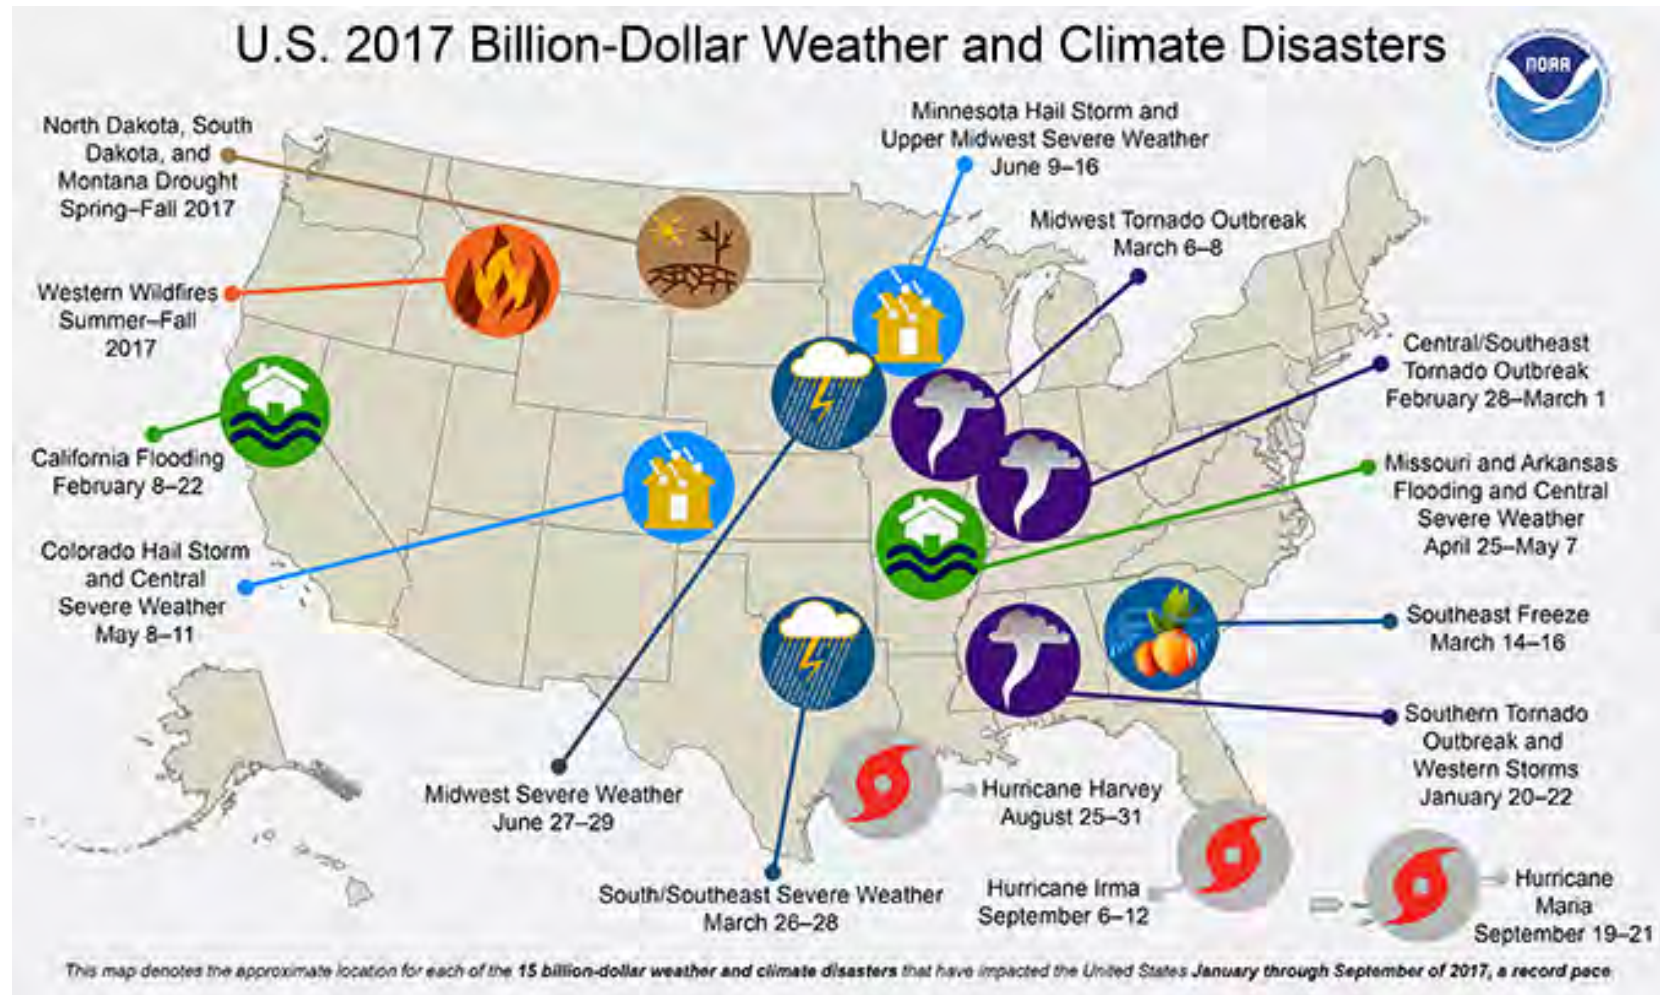 U.S. 2017 Billion-Dollar Weather and Climate Disasters
NOAA
North Dakota, South
Dakota, and
Montana Drought
Spring–Fall 2017
Western Wildfires
Summer–Fall
2017
California Flooding
February 8–22
Colorado Hail Storm
and Central
Severe Weather
May 8–11
Minnesota Hail Storm and
Upper Midwest Severe Weather
June 9–16
Midwest Tornado Outbreak
March 6–8
Central/Southeast
Tornado Outbreak
February 28–March 1
Missouri and Arkansas
Flooding and Central
Severe Weather
April 25–May 7
Southeast Freeze
March 14–16
Southern Tornado
Outbreak and
Western Storms
January 20–22
Midwest Severe Weather
June 27–29
South/Southeast Severe Weather
March 26–28
Hurricane Harvey
August 25–31
Hurricane Irma
September 6–12
Hurricane
Maria
September 19–21
This map denotes the approximate location for each of the 15 billion-dollar weather and climate disasters that have impacted the United States January through September of 2017, a record pace